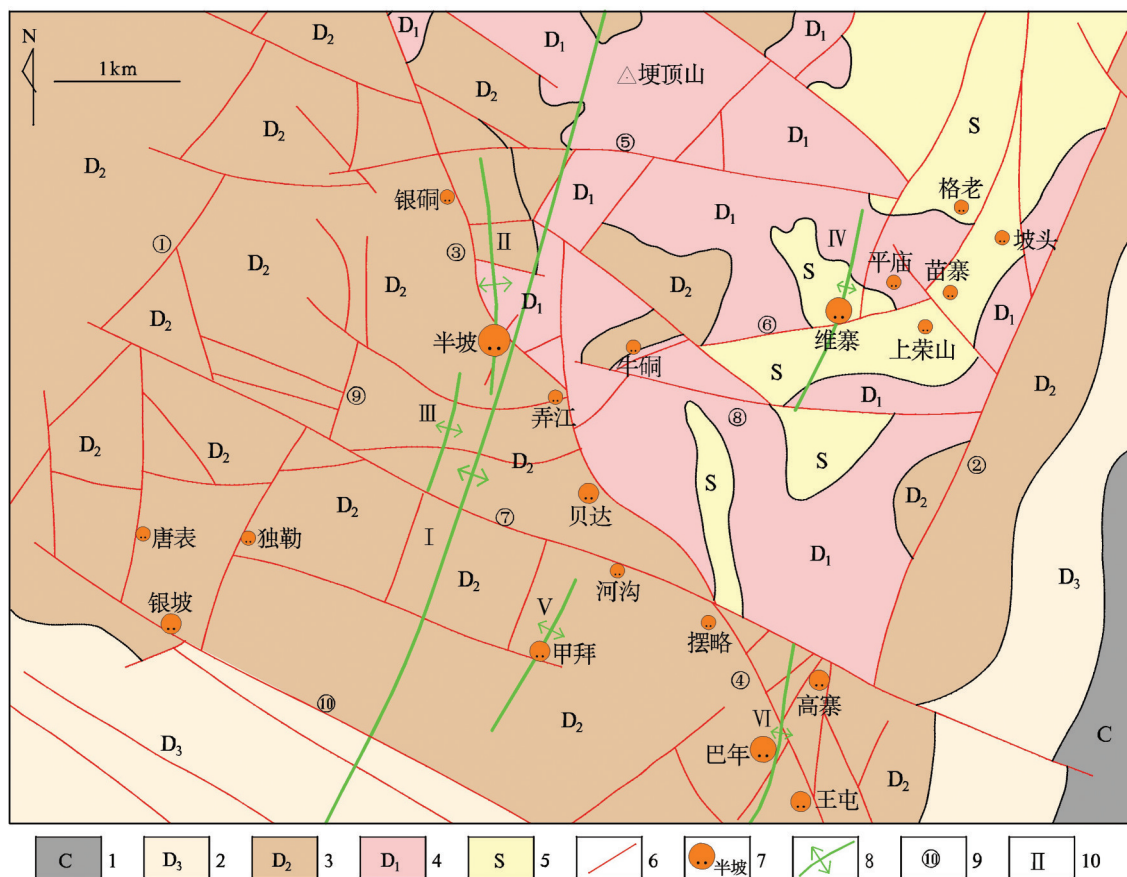 N
1km
D₂
D₁
D₁
D₁
埂顶山
D₂
S
D₂
D₂
D₁
⑤
银硐
D₁
D₁
格老
①
③
Ⅱ
Ⅳ
坡头
D₂
D₂
D₁
D₂
S
平庙
苗寨
D₁
D₂
D₂
半坡
⑥
维寨
上荣山
牛硐
S
D₁
⑨
弄江
⑧
Ⅲ
D₂
D₂
D₂
S
S
D₂
②
贝达
Ⅰ
⑦
D₂
唐表
独勒
D₂
D₁
河沟
D₃
银坡
Ⅴ
甲拜
摆略
④
高寨
⑩
D₂
Ⅵ
D₃
巴年
C
D₂
王屯
C 1
D₃ 2
D₂ 3
D₁ 4
S 5
6
半坡 7
8
⑩ 9
Ⅱ 10